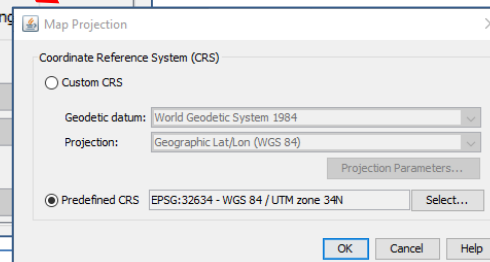 ng
Map Projection
Coordinate Reference System (CRS)
Custom CRS
Geodetic datum: World Geodetic System 1984
Projection: Geographic Lat/Lon (WGS 84)
Projection Parameters...
Predefined CRS EPSG:32634 - WGS 84 / UTM zone 34N Select...
OK Cancel Help